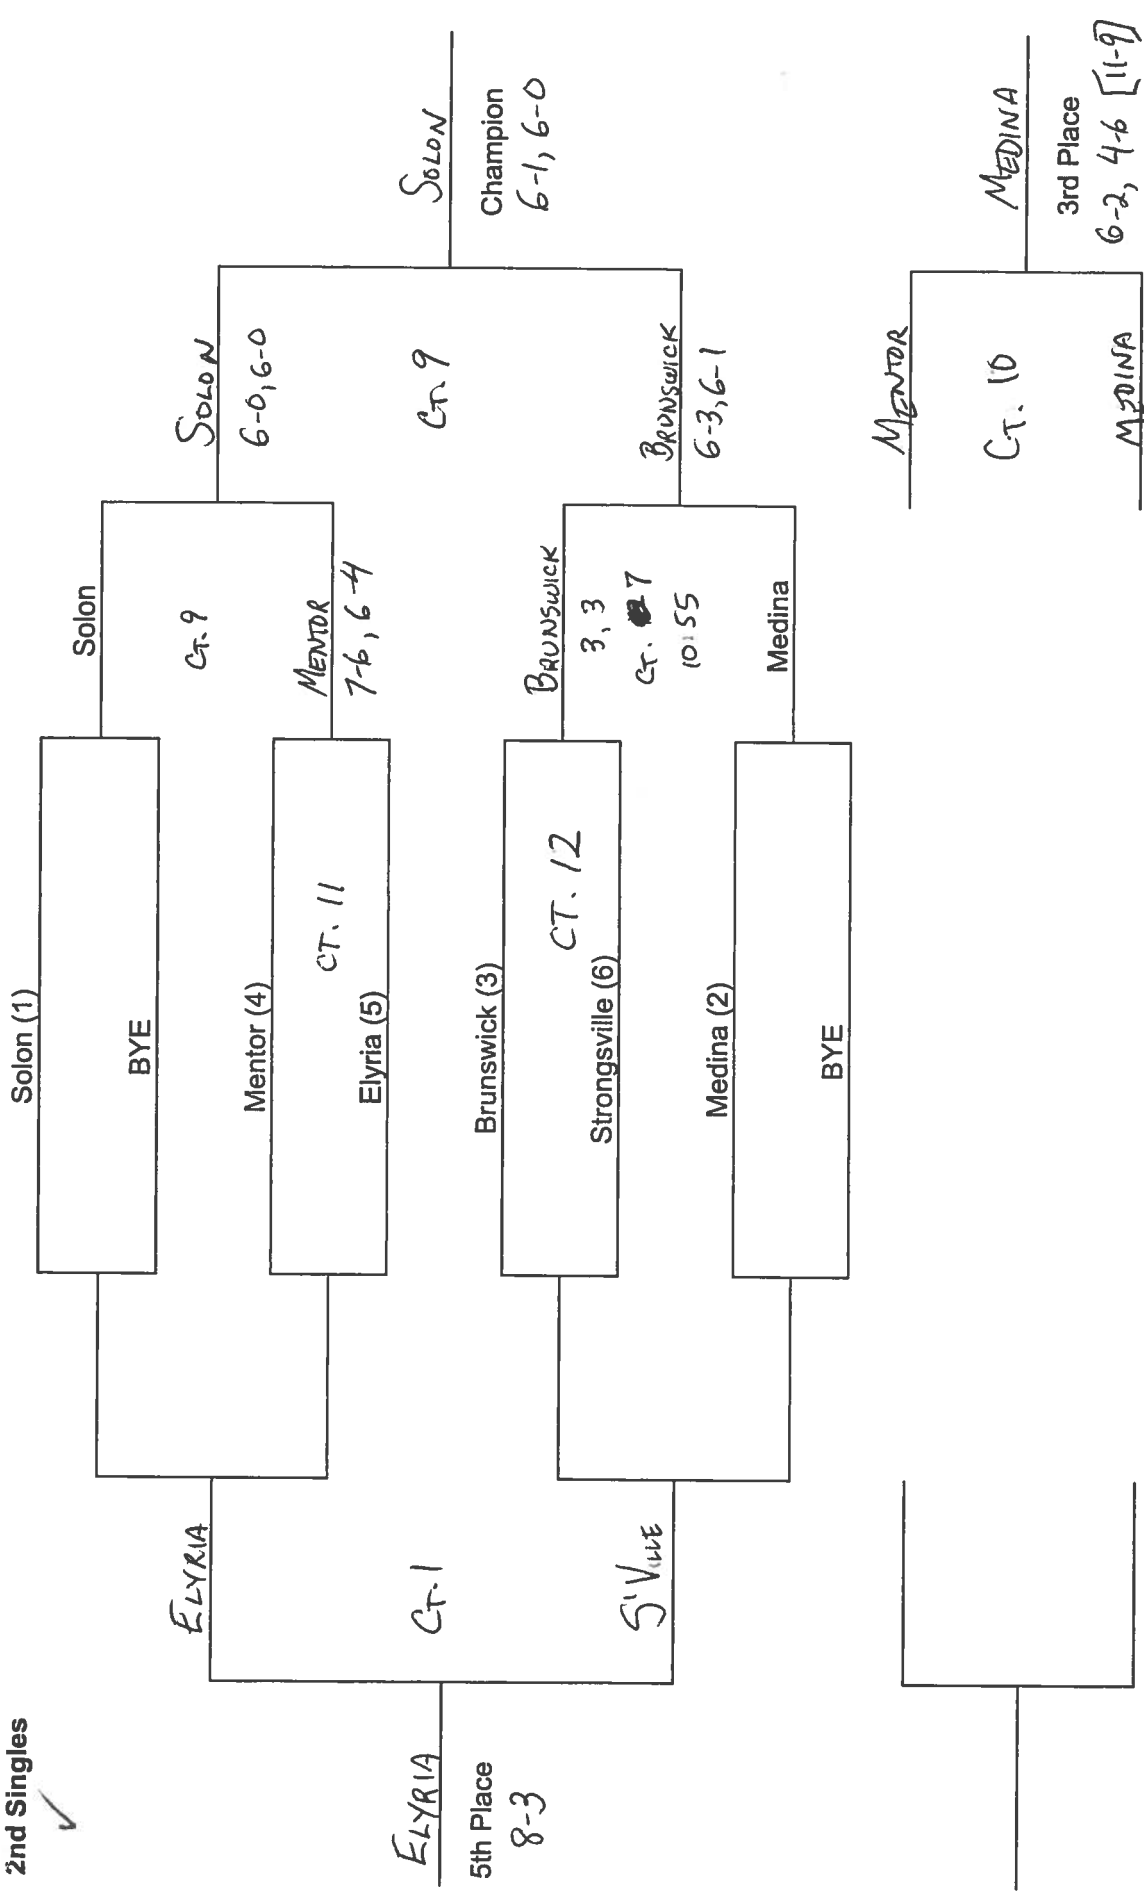 2nd Singles
Solon (1)
BYE
Mentor (4)
CT. 11
Elyria (5)
Brunswick (3)
CT. 12
Strongsville (6)
Medina (2)
BYE
Solon
CT. 9
MENTOR
7-6, 6-4
BRUNSWICK
3, 3
CT. 7
10:55
Medina
SOLON
6-0, 6-0
CT. 9
BRUNSWICK
6-3, 6-1
SOLON
Champion
6-1, 6-0
MENTOR
CT. 10
MEDINA
MEDINA
3rd Place
6-2, 4-6 [11-9]
ELYRIA
CT. 1
S'VILLE
ELYRIA
5th Place
8-3